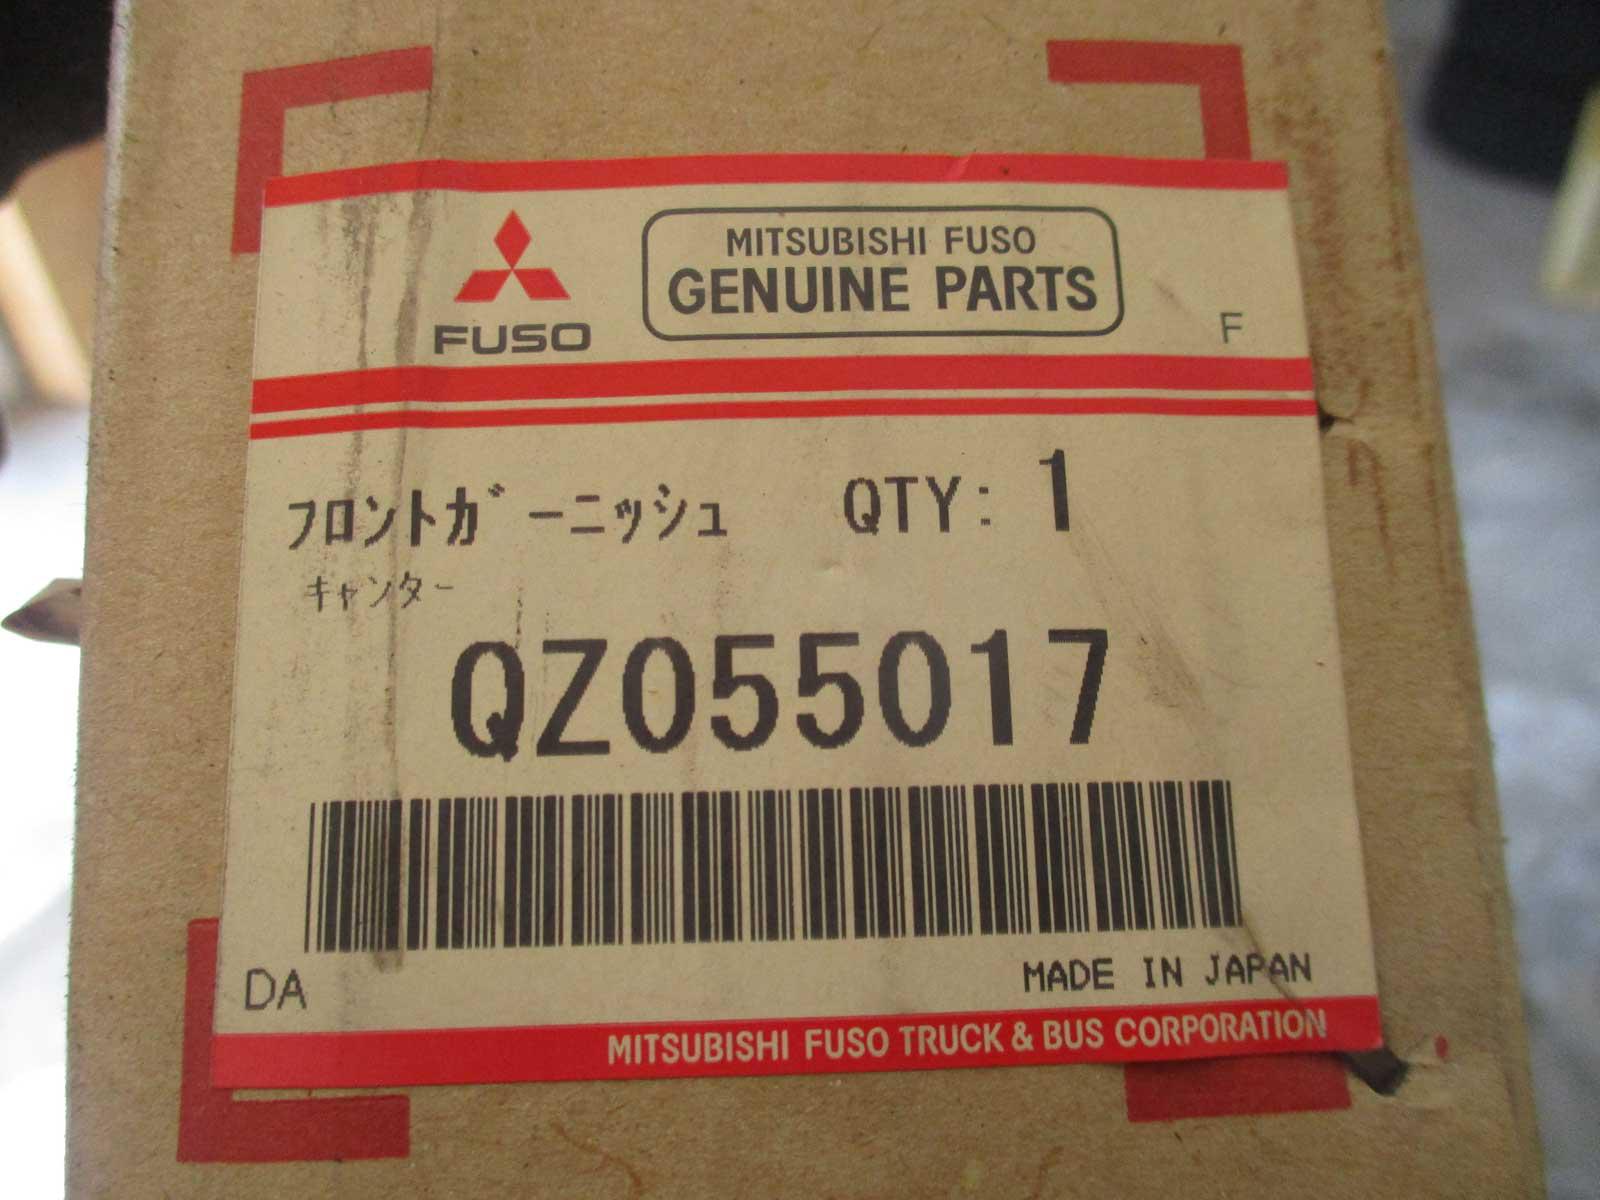 MITSUBISHI FUSO
GENUINE PARTS
FUSO
F
フロントガーニッシュ QTY: 1
キャンター
QZ055017
DA
MADE IN JAPAN
MITSUBISHI FUSO TRUCK & BUS CORPORATION